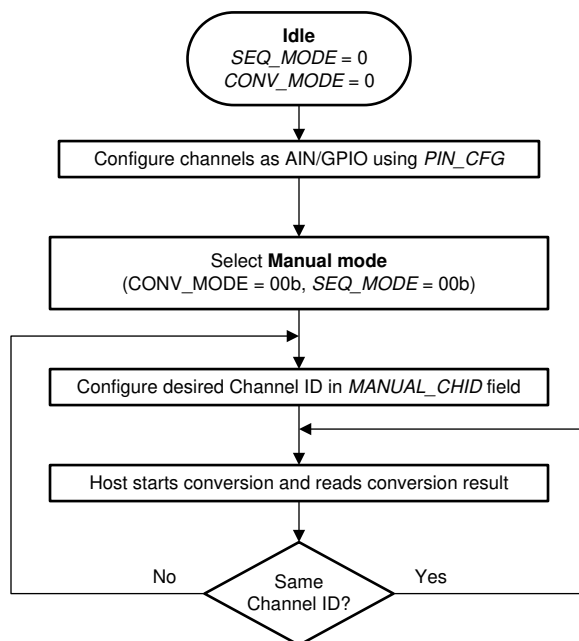 Idle
SEQ_MODE = 0
CONV_MODE = 0
Configure channels as AIN/GPIO using PIN_CFG
Select Manual mode
(CONV_MODE = 00b, SEQ_MODE = 00b)
Configure desired Channel ID in MANUAL_CHID field
Host starts conversion and reads conversion result
No
Same
Channel ID?
Yes